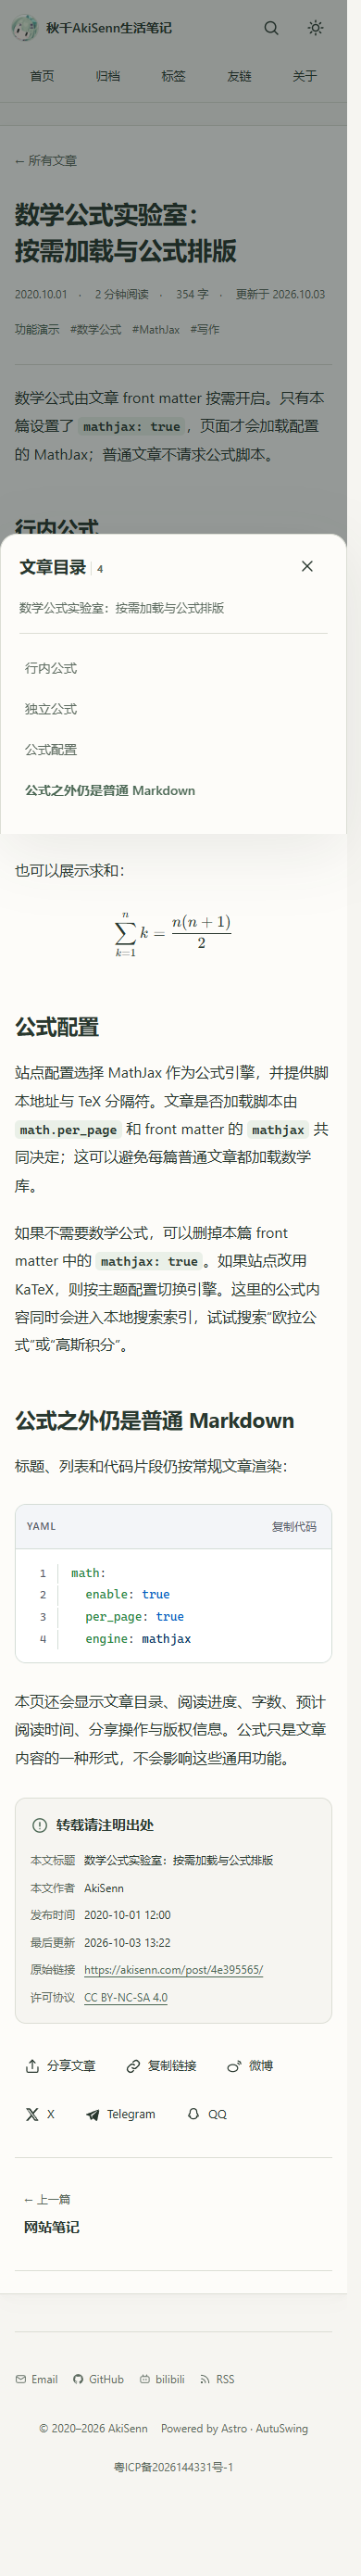 秋千AkiSenn生活笔记
首页 归档 标签 友链 关于
← 所有文章
数学公式实验室：
按需加载与公式排版
2020.10.01 · 2 分钟阅读 · 354 字 · 更新于 2026.10.03
功能演示 #数学公式 #MathJax #写作
数学公式由文章 front matter 按需开启。只有本
篇设置了 mathjax: true，页面才会加载配置
的 MathJax；普通文章不请求公式脚本。
行内公式
文章目录 4
数学公式实验室：按需加载与公式排版
行内公式
独立公式
公式配置
公式之外仍是普通 Markdown
也可以展示求和：
\sum_{k=1}^{n} k = \frac{n(n+1)}{2}
公式配置
站点配置选择 MathJax 作为公式引擎，并提供脚
本地址与 TeX 分隔符。文章是否加载脚本由
math.per_page 和 front matter 的 mathjax 共
同决定；这可以避免每篇普通文章都加载数学
库。
如果不需要数学公式，可以删掉本篇 front
matter 中的 mathjax: true。如果站点改用
KaTeX，则按主题配置切换引擎。这里的公式内
容同时会进入本地搜索索引，试试搜索“欧拉公
式”或“高斯积分”。
公式之外仍是普通 Markdown
标题、列表和代码片段仍按常规文章渲染：
YAML 复制代码
1 math:
2 enable: true
3 per_page: true
4 engine: mathjax
本页还会显示文章目录、阅读进度、字数、预计
阅读时间、分享操作与版权信息。公式只是文章
内容的一种形式，不会影响这些通用功能。
转载请注明出处
本文标题 数学公式实验室：按需加载与公式排版
本文作者 AkiSenn
发布时间 2020-10-01 12:00
最后更新 2026-10-03 13:22
原始链接 https://akisenn.com/post/4e395565/
许可协议 CC BY-NC-SA 4.0
分享文章 复制链接 微博
X Telegram QQ
← 上一篇
网站笔记
Email GitHub bilibili RSS
© 2020–2026 AkiSenn Powered by Astro · AutuSwing
粤ICP备2026144331号-1